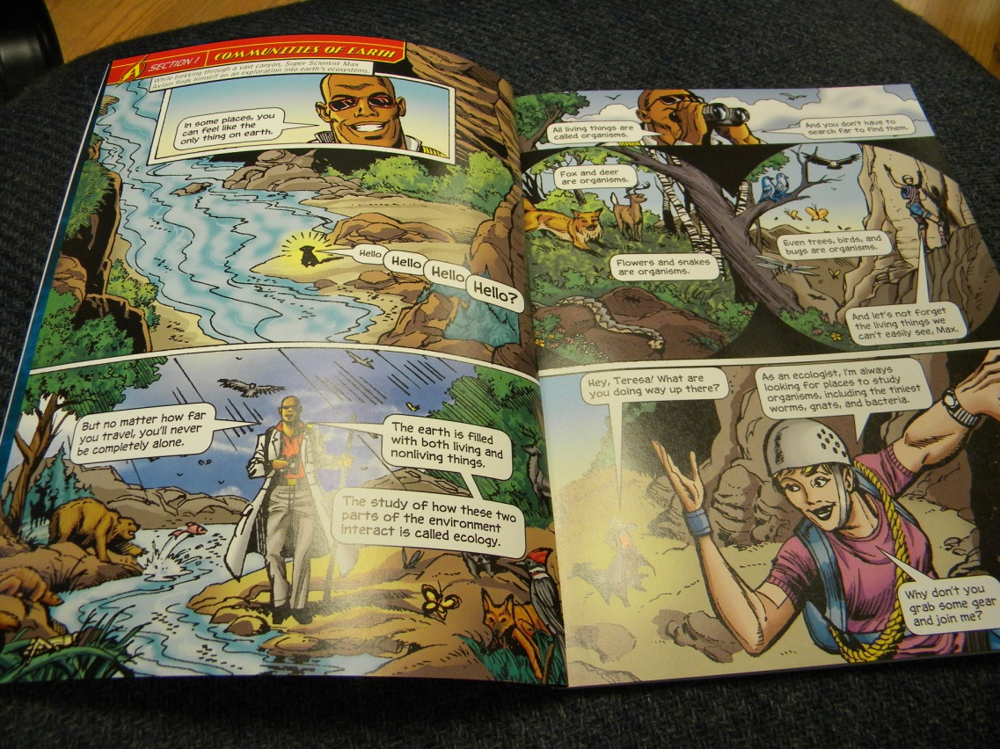 SECTION 1 COMMUNITIES OF EARTH
While trekking through a vast canyon, Super Scientist Max
Axiom finds himself on an exploration into earth's ecosystems.
In some places, you
can feel like the
only thing on earth.
Hello
Hello
Hello
Hello?
But no matter how far
you travel, you'll never
be completely alone.
The earth is filled
with both living and
nonliving things.
The study of how these two
parts of the environment
interact is called ecology.
All living things are
called organisms.
And you don't have to
search far to find them.
Fox and deer
are organisms.
Flowers and snakes
are organisms.
Even trees, birds, and
bugs are organisms.
And let's not forget
the living things we
can't easily see, Max.
Hey, Teresa! What are
you doing way up there?
As an ecologist, I'm always
looking for places to study
organisms, including the tiniest
worms, gnats, and bacteria.
Why don't you
grab some gear
and join me?